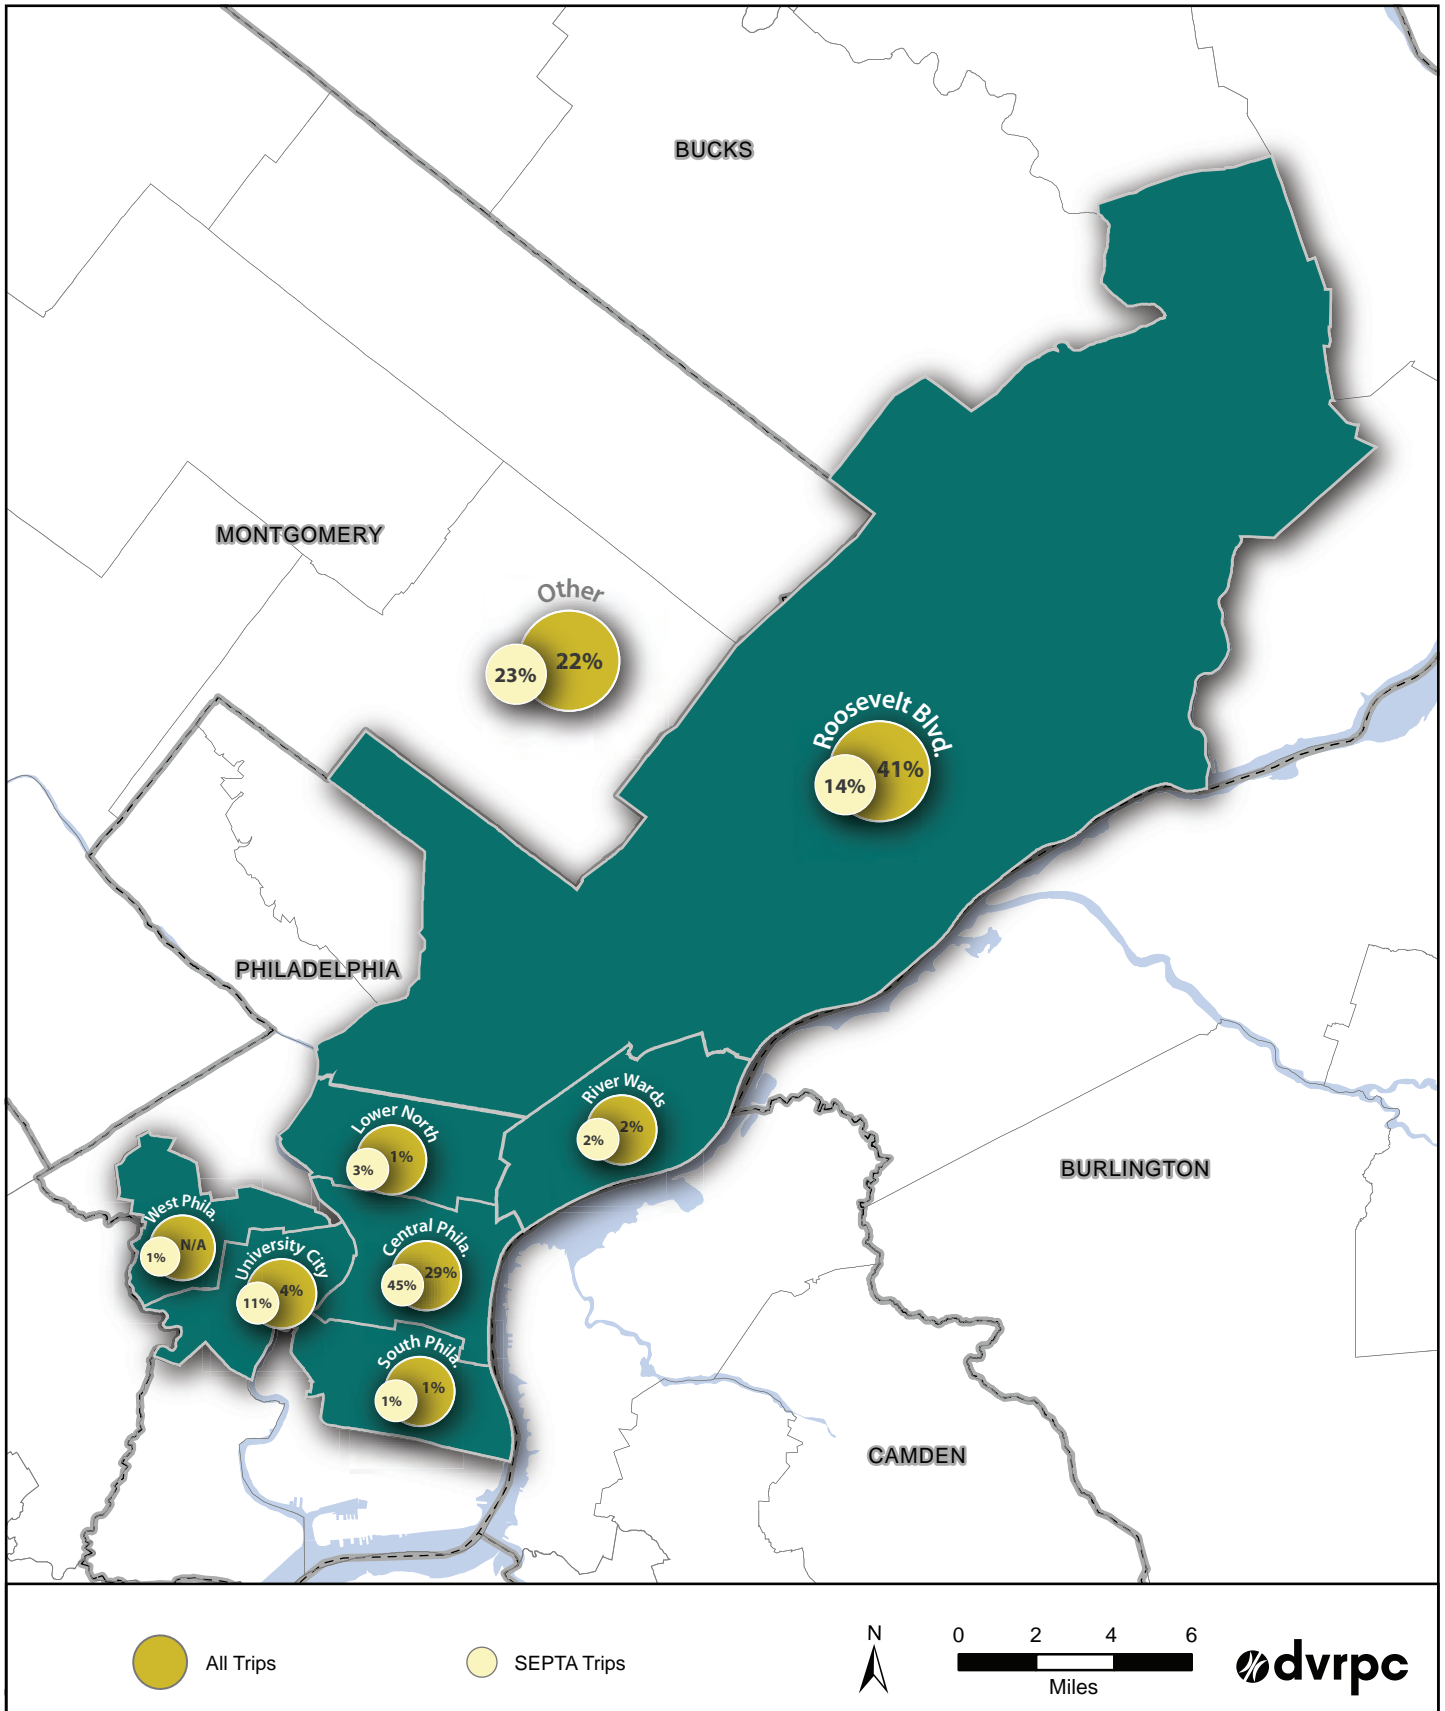 BUCKS
MONTGOMERY
Other
23%
22%
Roosevelt Blvd.
14%
41%
PHILADELPHIA
River Wards
2%
2%
Lower North
3%
1%
BURLINGTON
West Phila.
1%
N/A
University City
11%
4%
Central Phila.
45%
29%
South Phila.
1%
1%
CAMDEN
All Trips
SEPTA Trips
N
0 2 4 6
Miles
dvrpc